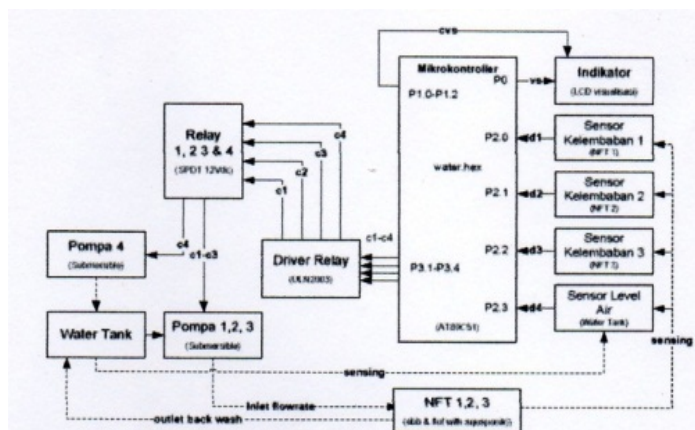 cvs
Mikrokontroller
P0
vs
Indikator
(LCD visualisasi)
P1.0-P1.2
Relay
1, 2 3 & 4
(SPDT 12Vdc)
c4
c3
c2
c1
P2.0
d1
Sensor
Kelembaban 1
(NFT 1)
water.hex
P2.1
d2
Sensor
Kelembaban 2
(NFT 2)
P2.2
d3
Sensor
Kelembaban 3
P2.3
d4
Sensor Level
Air
(Water Tank)
c1-c4
P3.1-P3.4
(AT89C51)
Driver Relay
(ULN2003)
c4
c1-c3
Pompa 4
(Submersible)
Water Tank
Pompa 1,2, 3
(Submersible)
sensing
sensing
Inlet flowrate
outlet back wash
NFT 1,2, 3